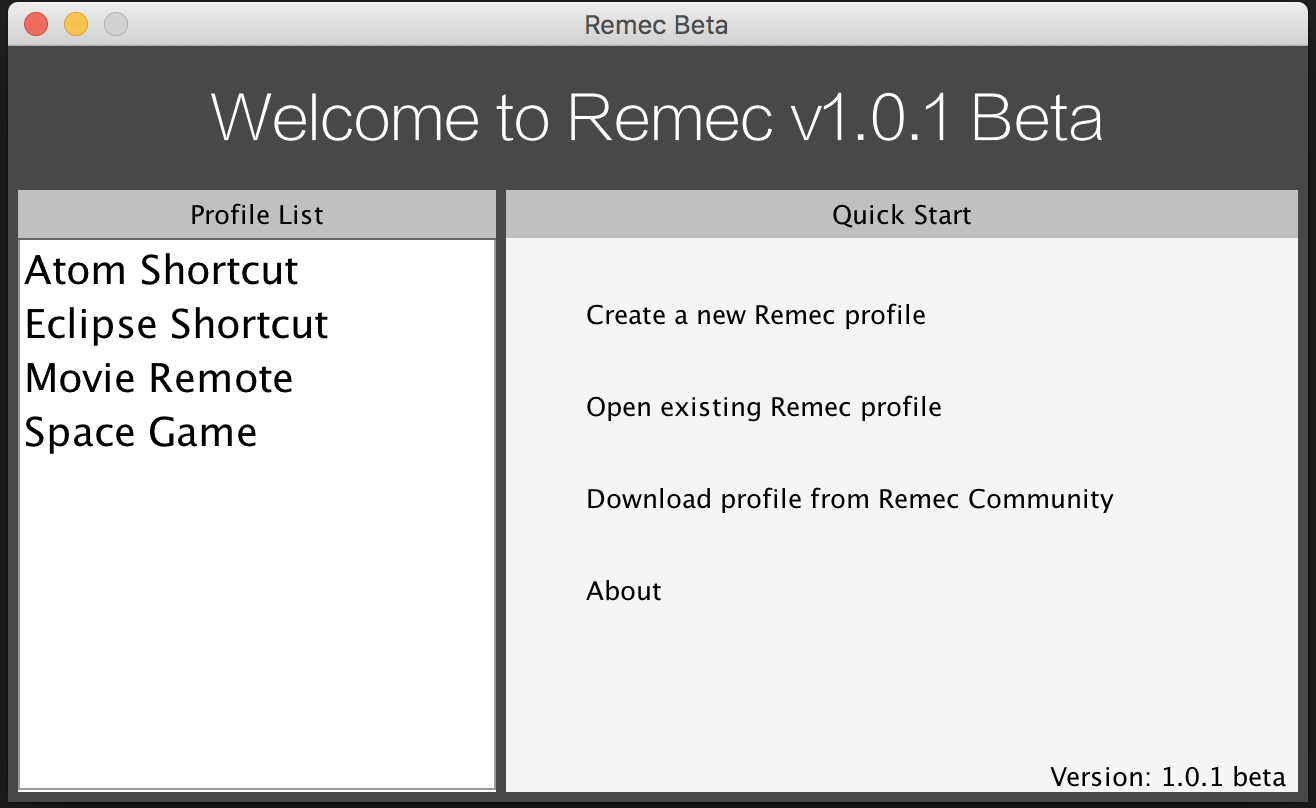 Remec Beta
Welcome to Remec v1.0.1 Beta
Profile List
Atom Shortcut
Eclipse Shortcut
Movie Remote
Space Game
Quick Start
Create a new Remec profile
Open existing Remec profile
Download profile from Remec Community
About
Version: 1.0.1 beta